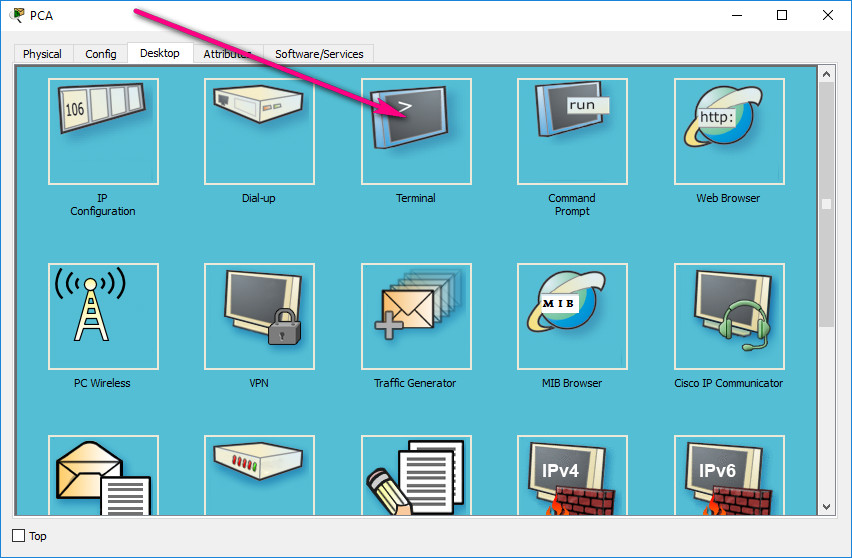 PCA
Physical
Config
Desktop
Attributes
Software/Services
106
>
run
http:
IP
Configuration
Dial-up
Terminal
Command
Prompt
Web Browser
MIB
PC Wireless
VPN
Traffic Generator
MIB Browser
Cisco IP Communicator
IPv4
IPv6
Top